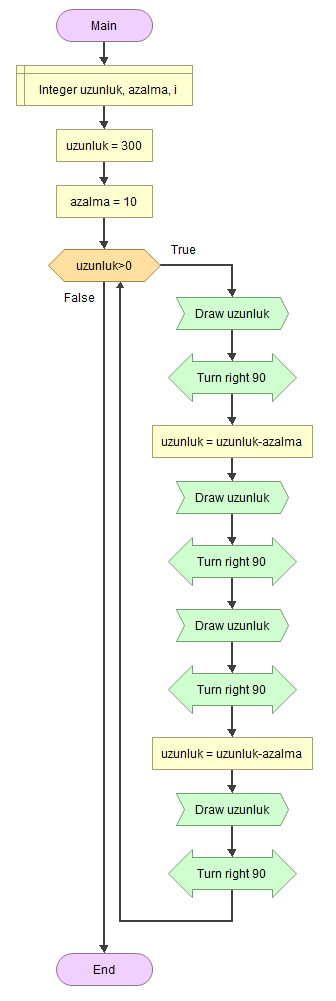 Main
Integer uzunluk, azalma, i
uzunluk = 300
azalma = 10
uzunluk>0
True
False
Draw uzunluk
Turn right 90
uzunluk = uzunluk-azalma
Draw uzunluk
Turn right 90
Draw uzunluk
Turn right 90
uzunluk = uzunluk-azalma
Draw uzunluk
Turn right 90
End